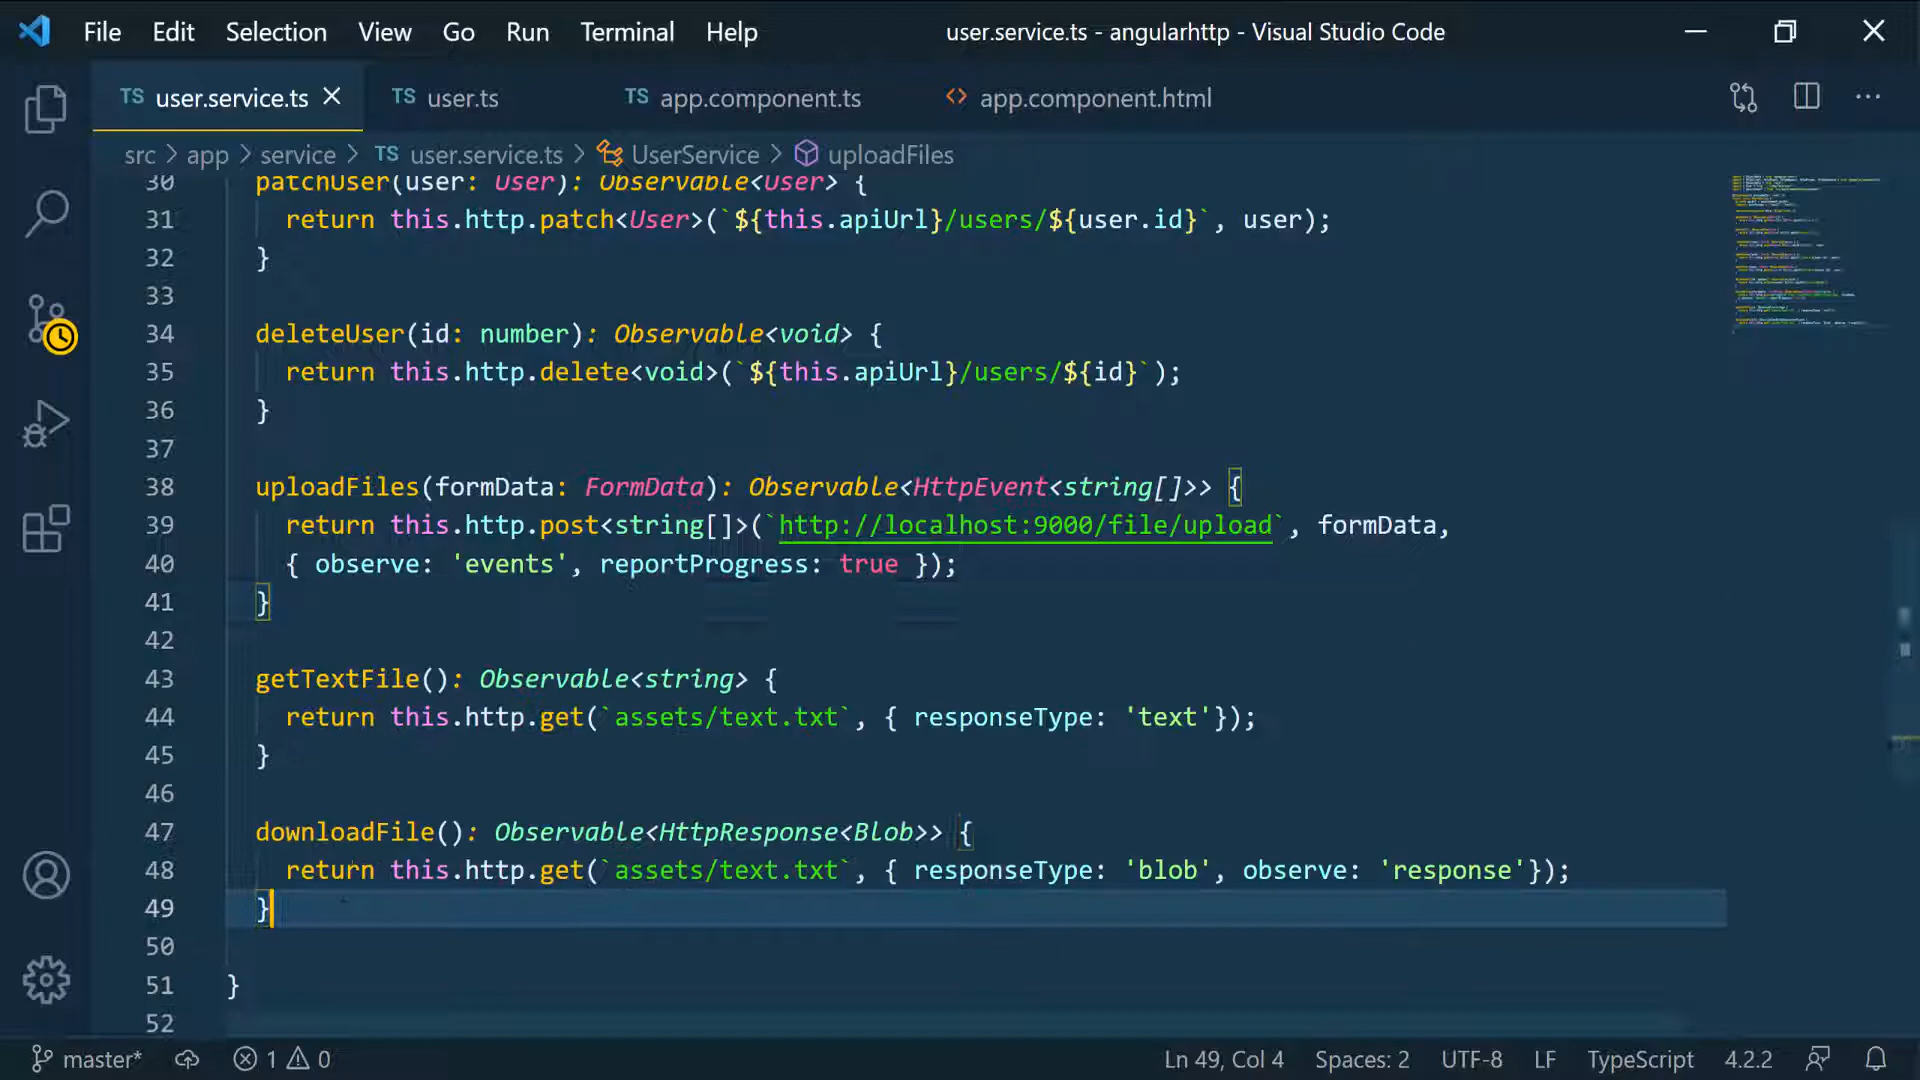 File Edit Selection View Go Run Terminal Help user.service.ts - angularhttp - Visual Studio Code
TS user.service.ts TS user.ts TS app.component.ts <> app.component.html
src > app > service > TS user.service.ts > UserService > uploadFiles
30 patchUser(user: User): Observable<User> {
31 return this.http.patch<User>(`${this.apiUrl}/users/${user.id}`, user);
32 }
33
34 deleteUser(id: number): Observable<void> {
35 return this.http.delete<void>(`${this.apiUrl}/users/${id}`);
36 }
37
38 uploadFiles(formData: FormData): Observable<HttpEvent<string[]>> {
39 return this.http.post<string[]>(`http://localhost:9000/file/upload`, formData,
40 { observe: 'events', reportProgress: true });
41 }
42
43 getTextFile(): Observable<string> {
44 return this.http.get(`assets/text.txt`, { responseType: 'text'});
45 }
46
47 downloadFile(): Observable<HttpResponse<Blob>> {
48 return this.http.get(`assets/text.txt`, { responseType: 'blob', observe: 'response'});
49 }
50
51 }
52
master* 1 0 Ln 49, Col 4 Spaces: 2 UTF-8 LF TypeScript 4.2.2